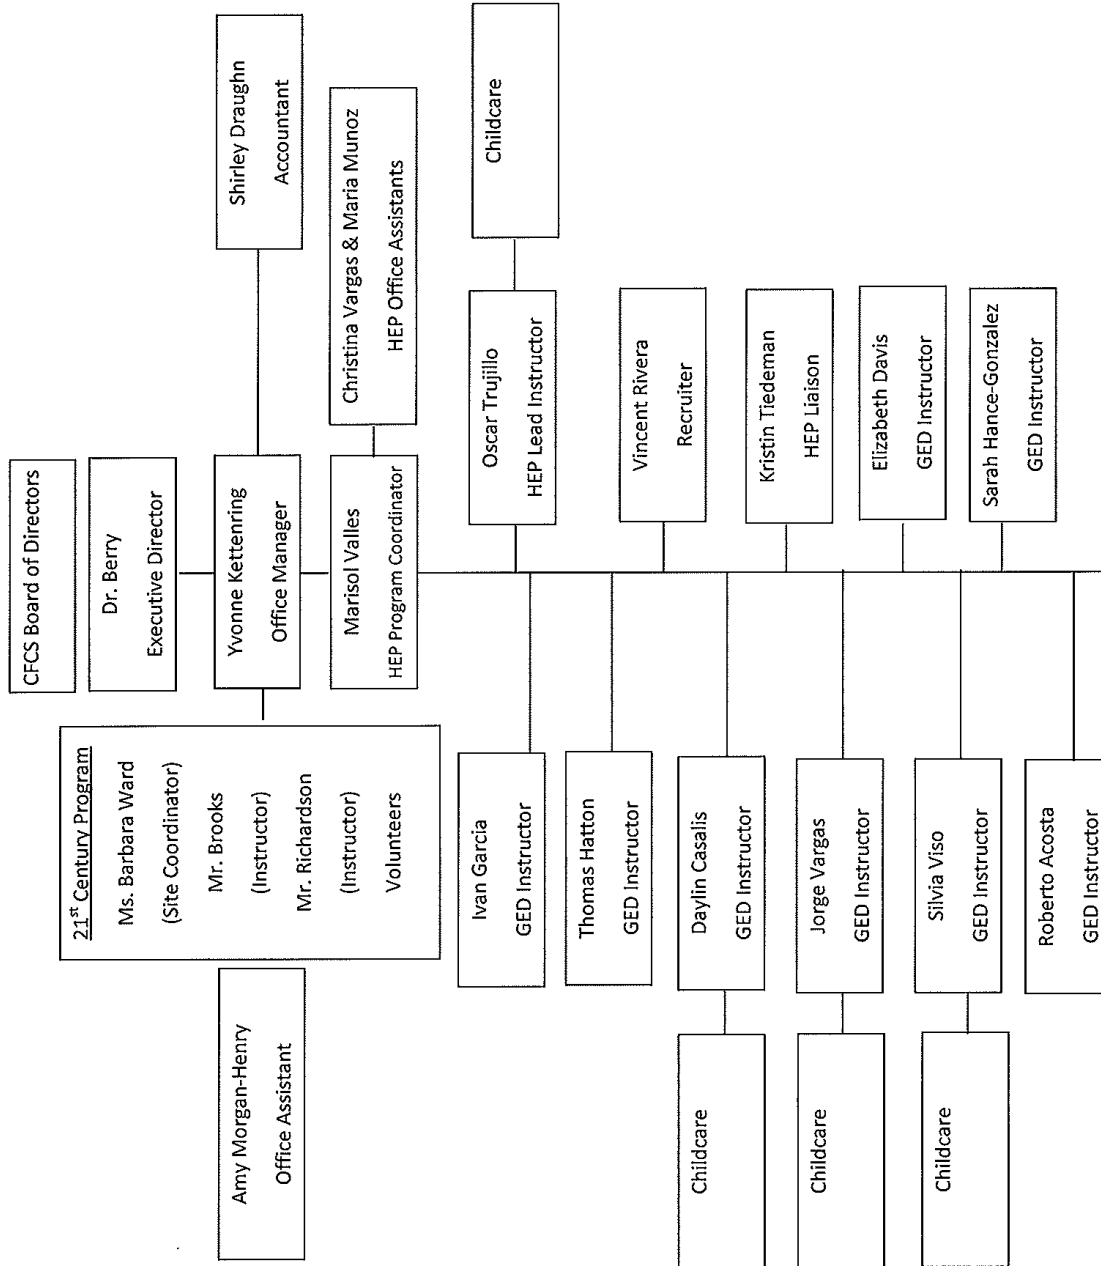 CFCS Board of Directors
Dr. Berry
Executive Director
Yvonne Kettenring
Office Manager
Shirley Draughn
Accountant
21st Century Program
Ms. Barbara Ward
(Site Coordinator)
Mr. Brooks
(Instructor)
Mr. Richardson
(Instructor)
Volunteers
Amy Morgan-Henry
Office Assistant
Marisol Valles
HEP Program Coordinator
Christina Vargas & Maria Munoz
HEP Office Assistants
Ivan Garcia
GED Instructor
Oscar Trujillo
HEP Lead Instructor
Childcare
Thomas Hatton
GED Instructor
Vincent Rivera
Recruiter
Childcare
Daylin Casalis
GED Instructor
Kristin Tiedeman
HEP Liaison
Childcare
Jorge Vargas
GED Instructor
Elizabeth Davis
GED Instructor
Childcare
Silvia Viso
GED Instructor
Sarah Hance-Gonzalez
GED Instructor
Roberto Acosta
GED Instructor